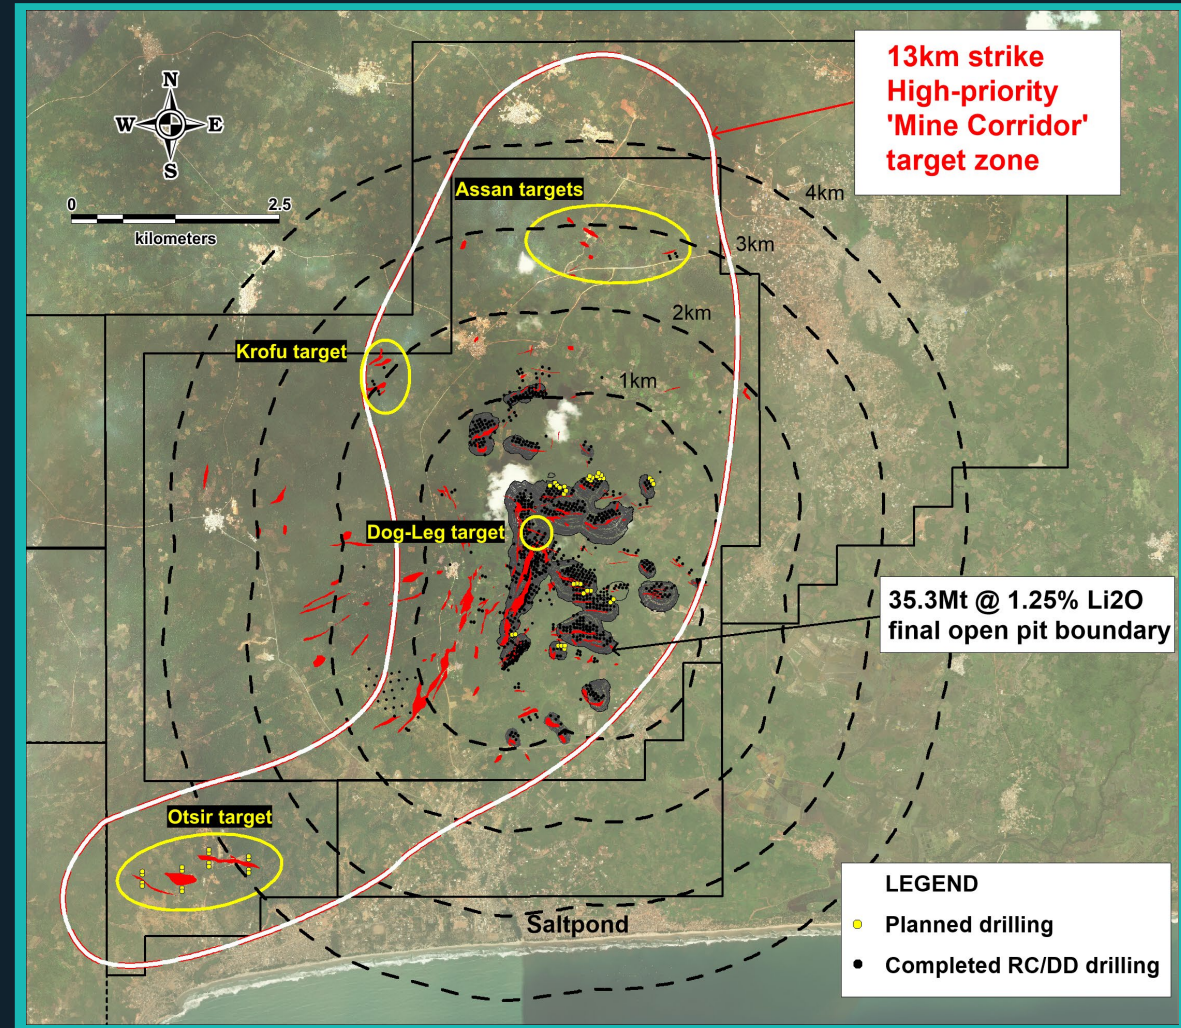 13km strike
High-priority
'Mine Corridor'
target zone
N
W
E
S
0
2.5
kilometers
Assan targets
4km
3km
2km
Krofu target
1km
Dog-Leg target
35.3Mt @ 1.25% Li2O
final open pit boundary
Otsir target
Saltpond
LEGEND
Planned drilling
Completed RC/DD drilling